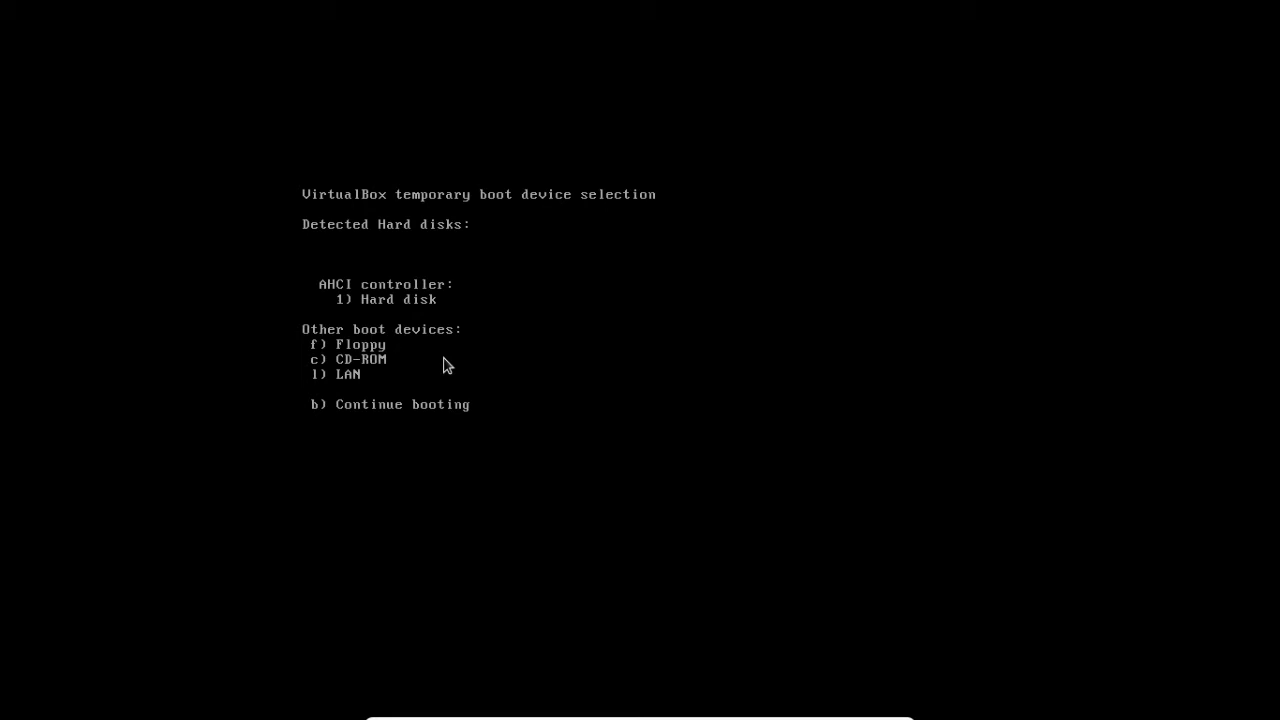 VirtualBox temporary boot device selection
Detected Hard disks:
AHCI controller:
1) Hard disk
Other boot devices:
f) Floppy
c) CD-ROM
l) LAN
b) Continue booting